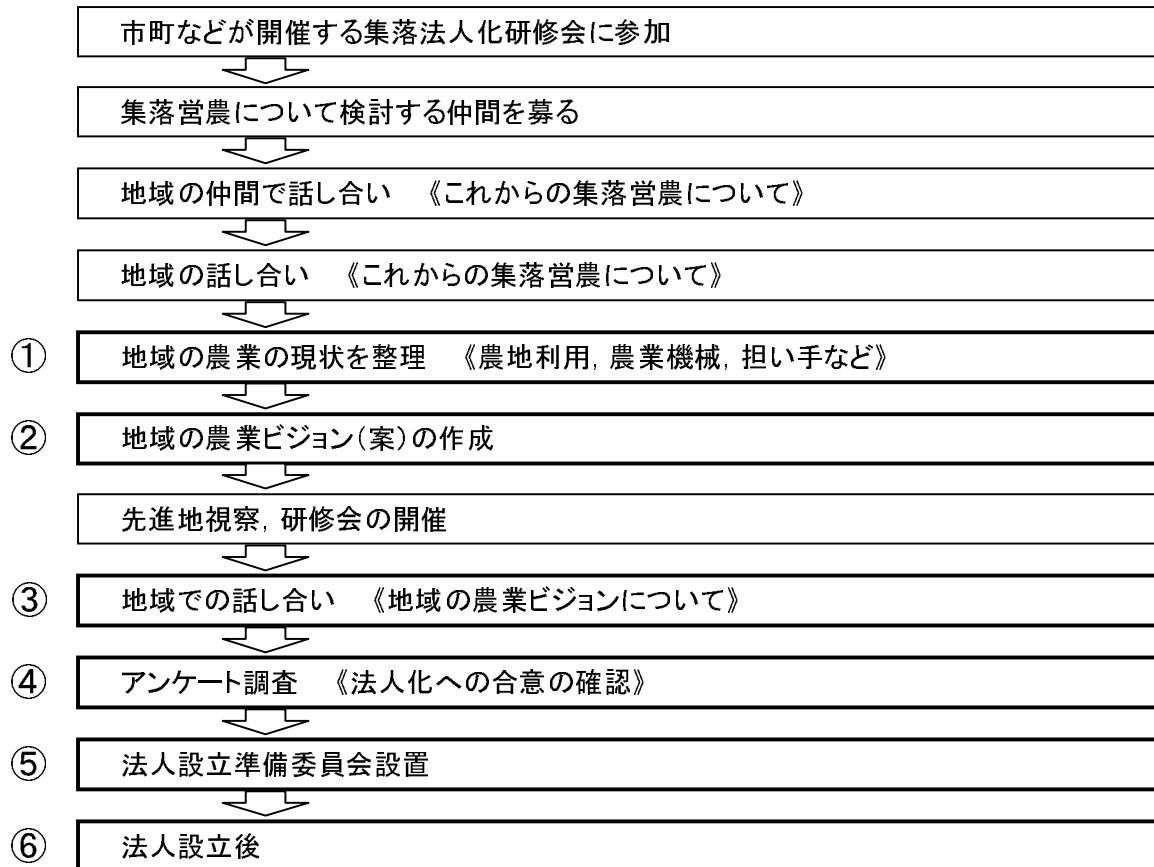 市町などが開催する集落法人化研修会に参加
集落営農について検討する仲間を募る
地域の仲間で話し合い　《これからの集落営農について》
地域の話し合い　《これからの集落営農について》
① 地域の農業の現状を整理　《農地利用，農業機械，担い手など》
② 地域の農業ビジョン（案）の作成
先進地視察，研修会の開催
③ 地域での話し合い　《地域の農業ビジョンについて》
④ アンケート調査　《法人化への合意の確認》
⑤ 法人設立準備委員会設置
⑥ 法人設立後